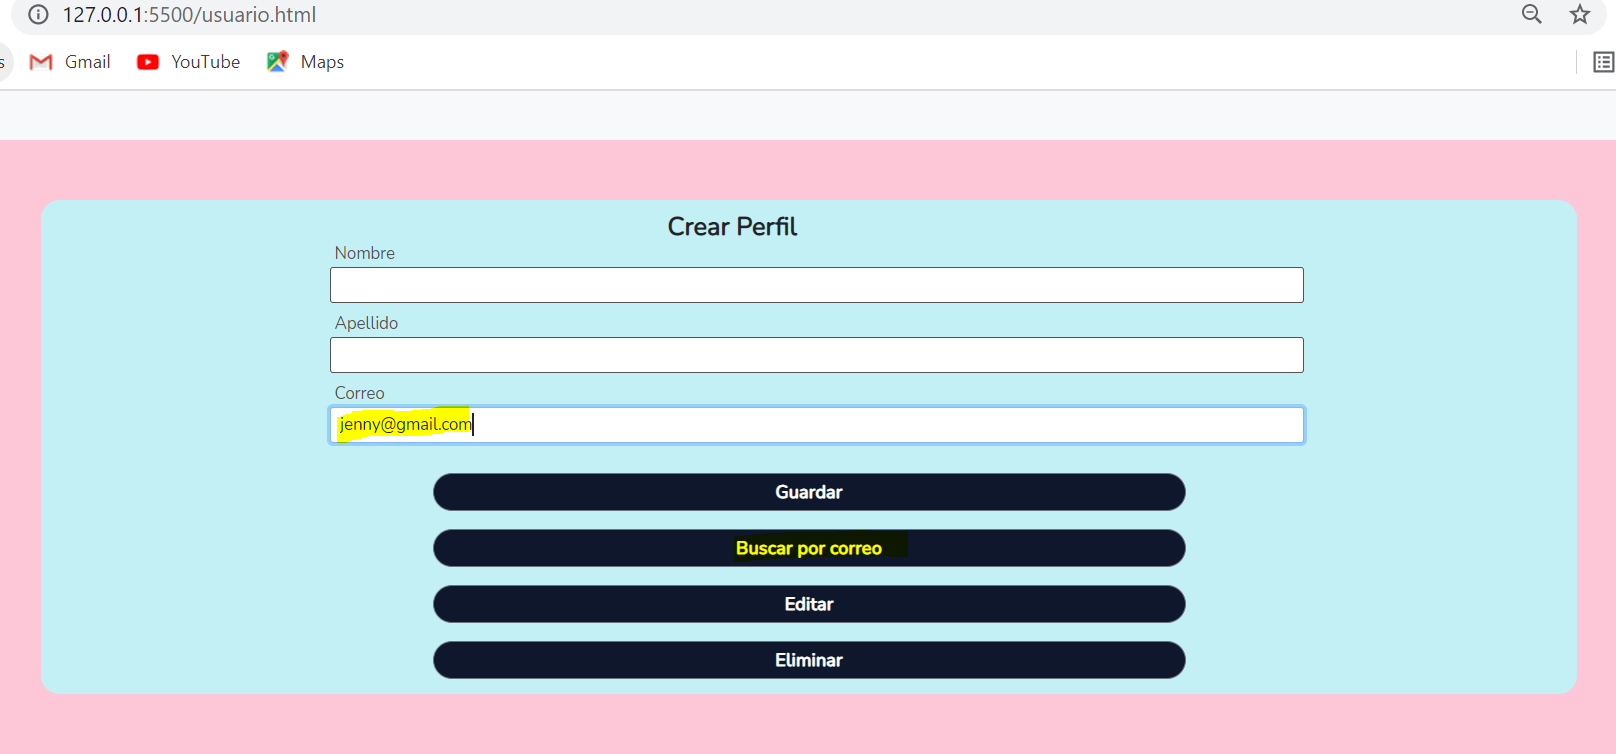 127.0.0.1:5500/usuario.html
s Gmail YouTube Maps
Crear Perfil
Nombre
Apellido
Correo
jenny@gmail.com
Guardar
Buscar por correo
Editar
Eliminar